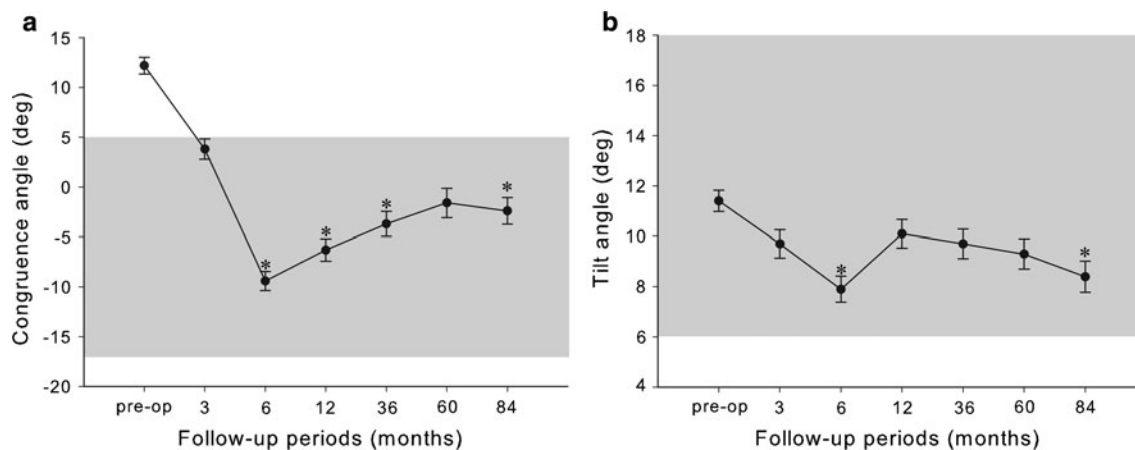 a
Congruence angle (deg)
15
10
5
0
-5
-10
-15
-20
*
*
*
*
pre-op 3 6 12 36 60 84
Follow-up periods (months)
b
Tilt angle (deg)
18
16
14
12
10
8
6
4
*
*
pre-op 3 6 12 36 60 84
Follow-up periods (months)